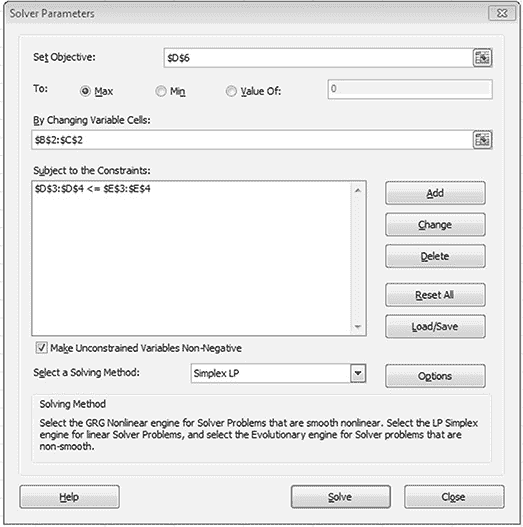 Solver Parameters
Set Objective:
$D$6
To:
Max
Min
Value Of:
0
By Changing Variable Cells:
$B$2:$C$2
Subject to the Constraints:
$D$3:$D$4 <= $E$3:$E$4
Add
Change
Delete
Reset All
Load/Save
Make Unconstrained Variables Non-Negative
Select a Solving Method:
Simplex LP
Options
Solving Method
Select the GRG Nonlinear engine for Solver Problems that are smooth nonlinear. Select the LP Simplex
engine for linear Solver Problems, and select the Evolutionary engine for Solver problems that are
non-smooth.
Help
Solve
Close